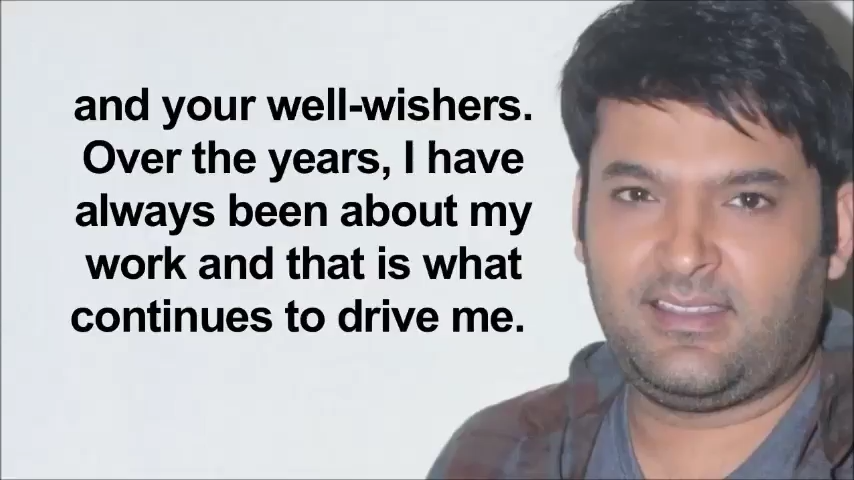 and your well-wishers.
Over the years, I have
always been about my
work and that is what
continues to drive me.